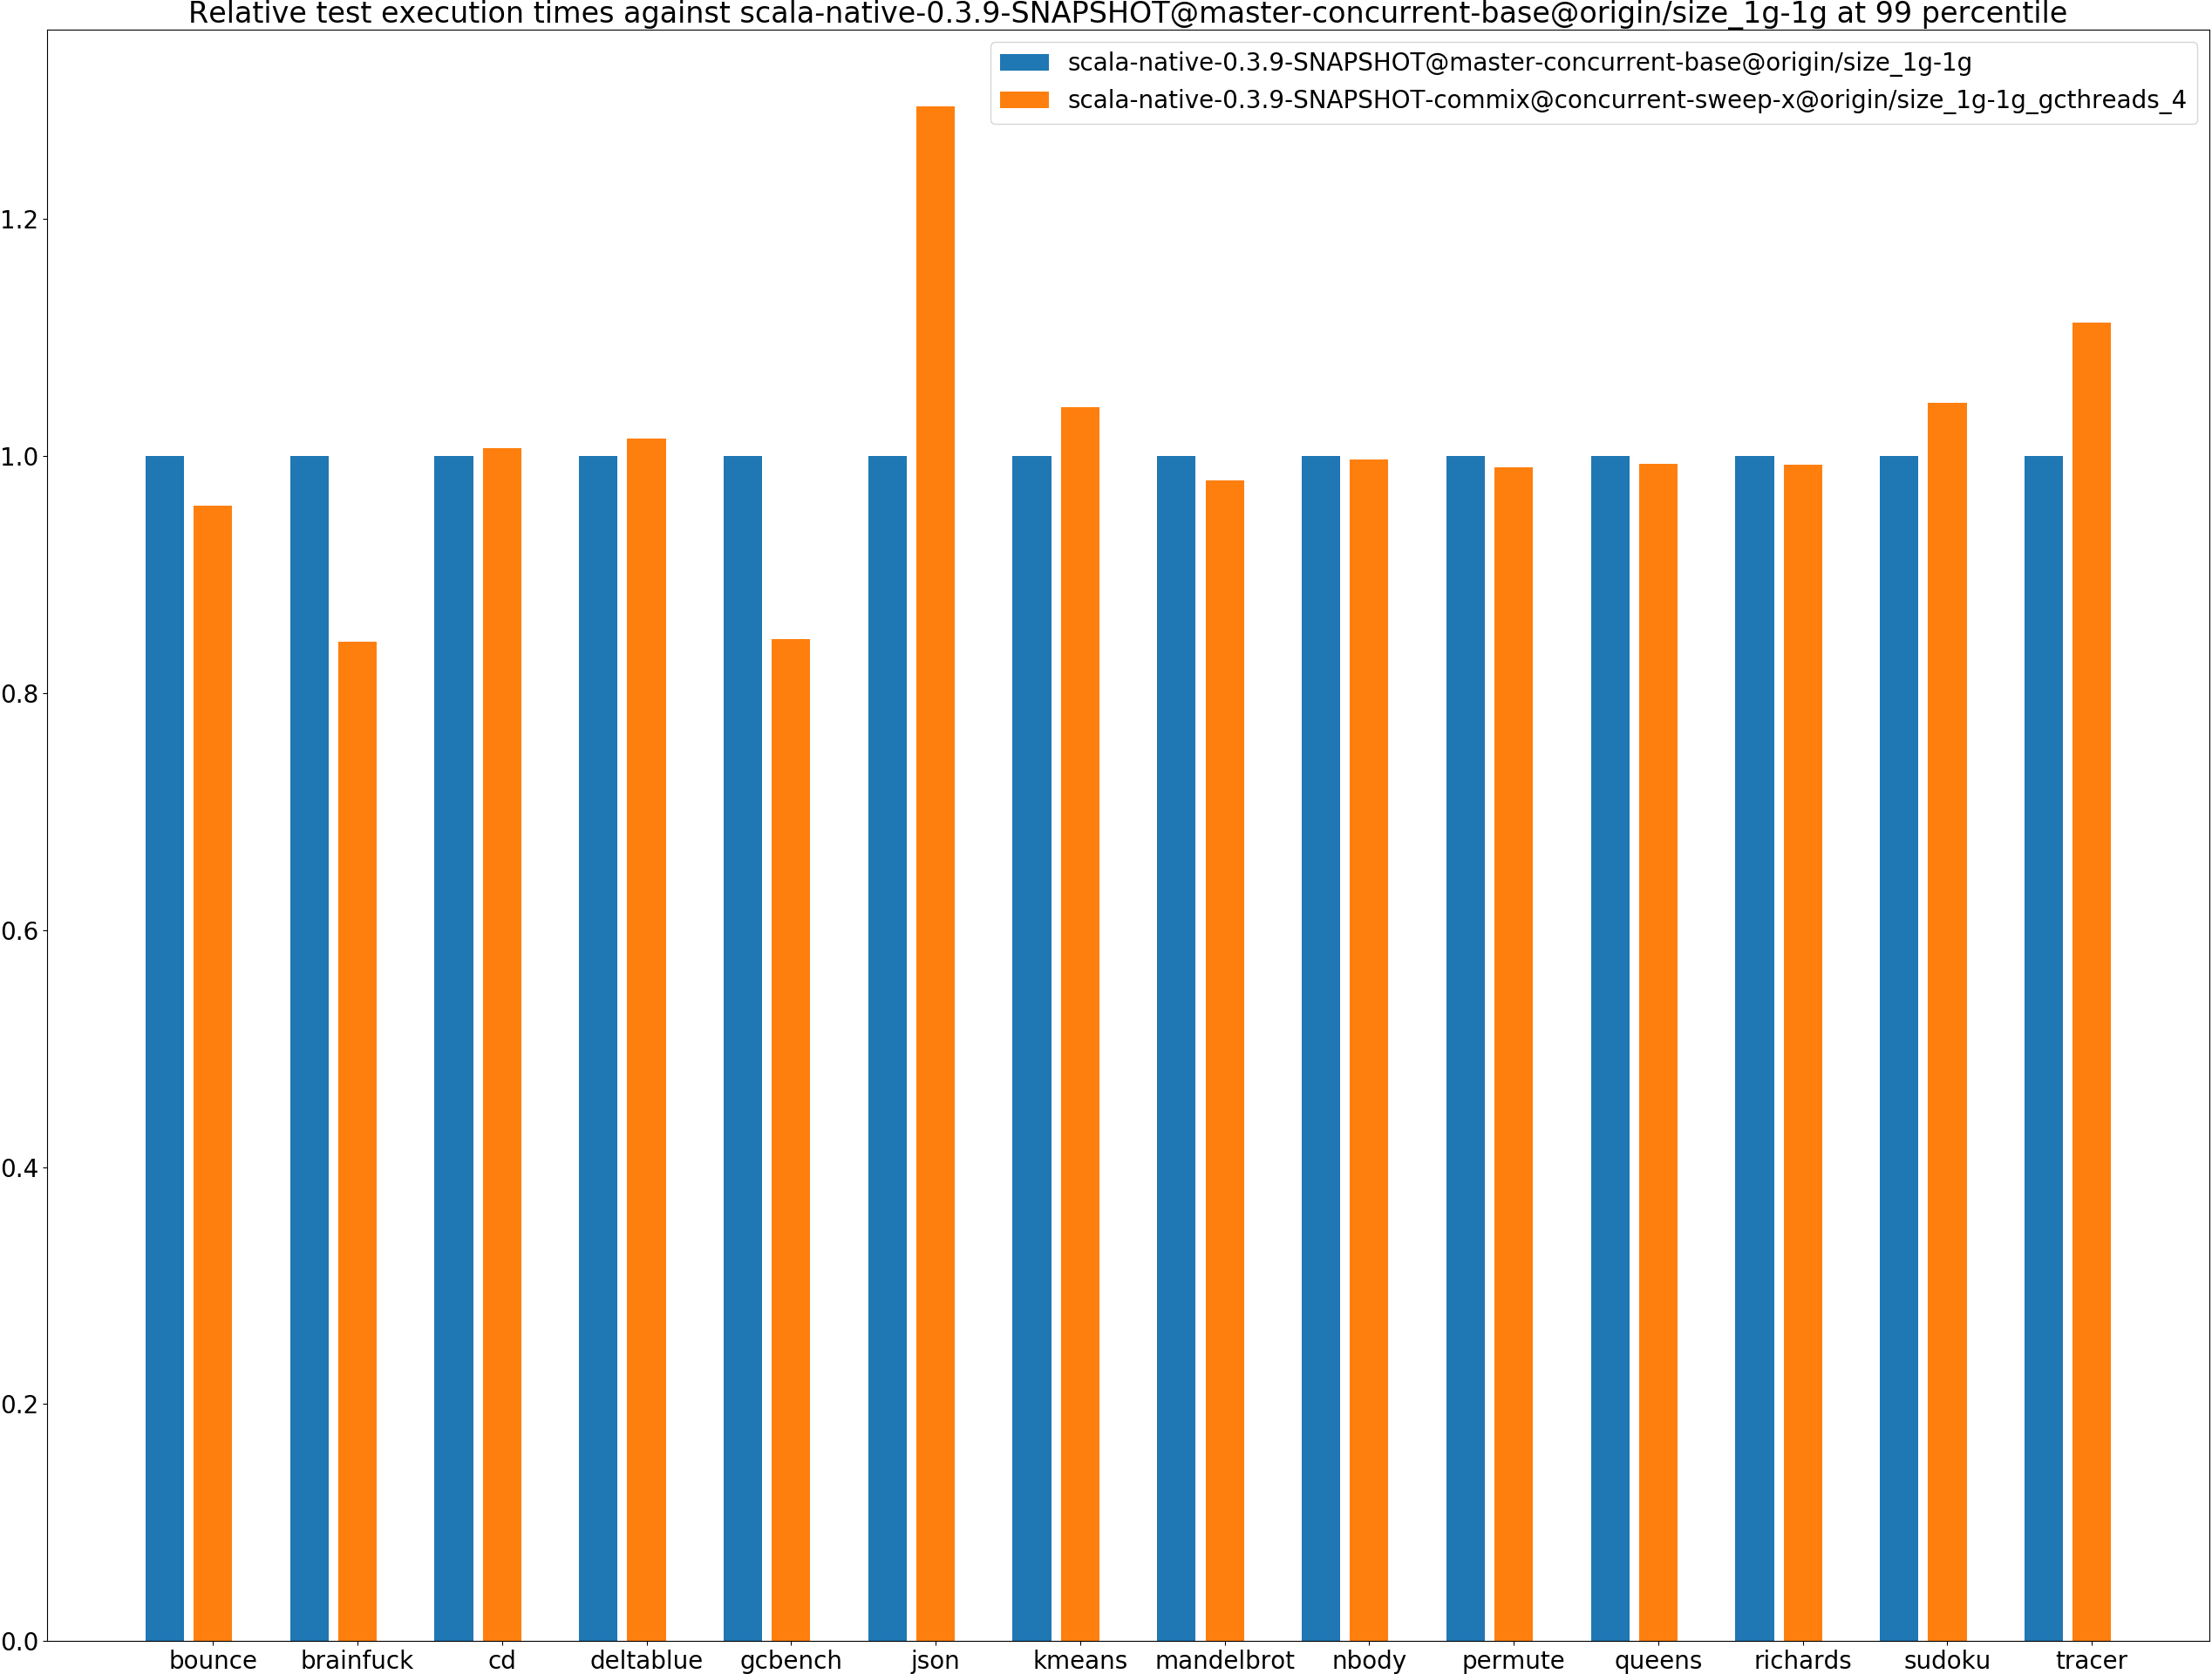 Relative test execution times against scala-native-0.3.9-SNAPSHOT@master-concurrent-base@origin/size_1g-1g at 99 percentile
scala-native-0.3.9-SNAPSHOT@master-concurrent-base@origin/size_1g-1g
scala-native-0.3.9-SNAPSHOT-commix@concurrent-sweep-x@origin/size_1g-1g_gcthreads_4
1.2
1.0
0.8
0.6
0.4
0.2
0.0
bounce brainfuck cd deltablue gcbench json kmeans mandelbrot nbody permute queens richards sudoku tracer